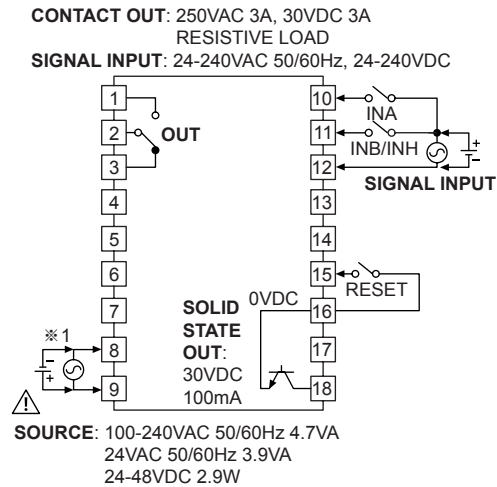 CONTACT OUT: 250VAC 3A, 30VDC 3A
RESISTIVE LOAD
SIGNAL INPUT: 24-240VAC 50/60Hz, 24-240VDC
1
2
3
4
5
6
7
8
9
OUT
10
11
12
13
14
15
16
17
18
INA
INB/INH
+
-
SIGNAL INPUT
RESET
0VDC
SOLID
STATE
OUT:
30VDC
100mA
※1
-
+
SOURCE: 100-240VAC 50/60Hz 4.7VA
24VAC 50/60Hz 3.9VA
24-48VDC 2.9W